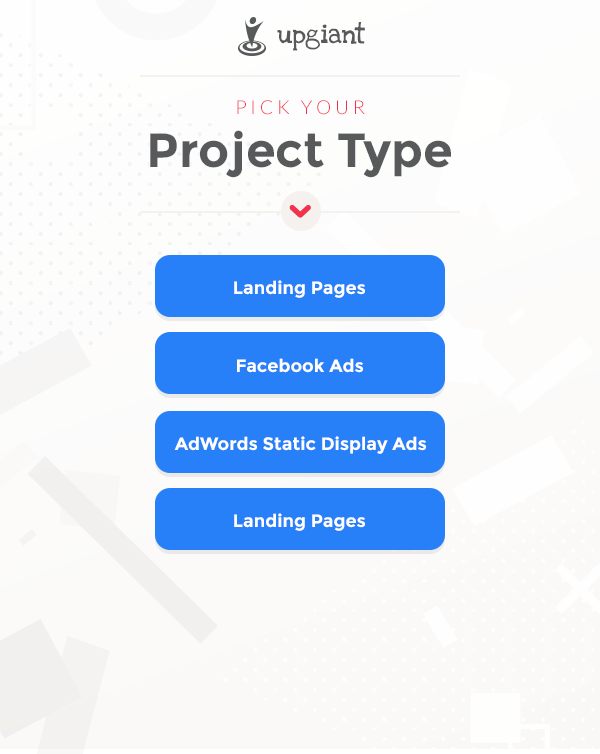 upgiant
PICK YOUR
Project Type
Landing Pages
Facebook Ads
AdWords Static Display Ads
Landing Pages